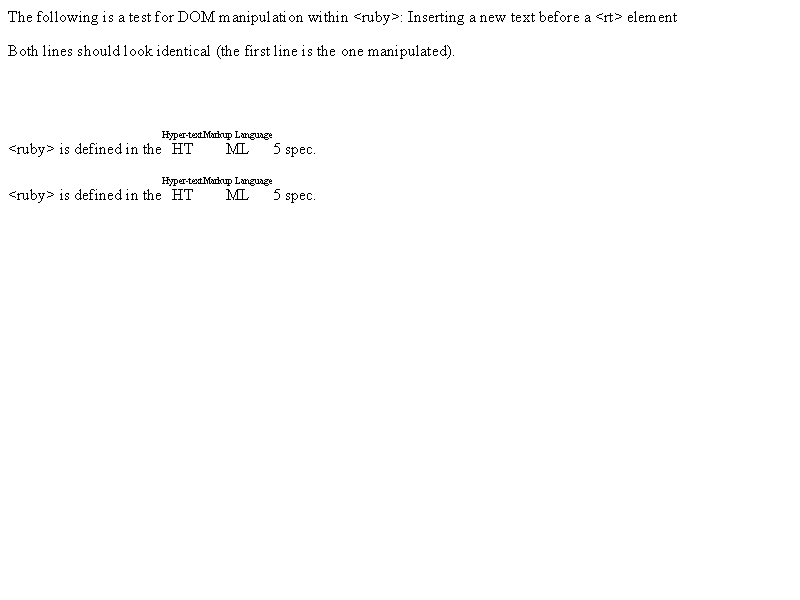 The following is a test for DOM manipulation within <ruby>: Inserting a new text before a <rt> element
Both lines should look identical (the first line is the one manipulated).
Hyper-text Markup Language
<ruby> is defined in the HT ML 5 spec.
Hyper-text Markup Language
<ruby> is defined in the HT ML 5 spec.